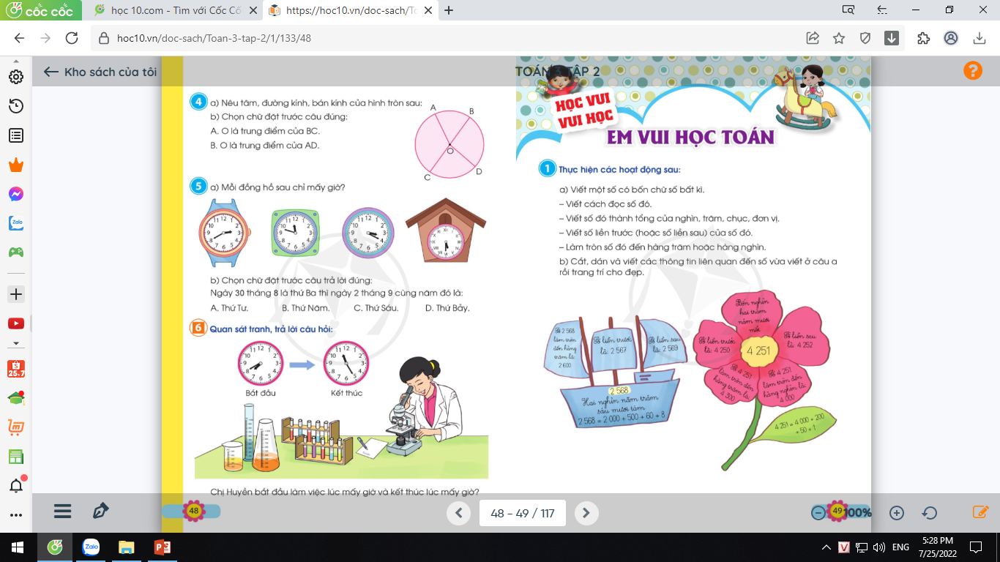 cốc cốc
học 10.com - Tìm với Cốc Cố
https://hoc10.vn/doc-sach/To
hoc10.vn/doc-sach/Toan-3-tap-2/1/133/48
Kho sách của tôi
TOÁN 3 TẬP 2
4 a) Nêu tâm, đường kính, bán kính của hình tròn sau:
b) Chọn chữ đặt trước câu đúng:
A. O là trung điểm của BC.
B. O là trung điểm của AD.
A
B
O
C
D
5 a) Mỗi đồng hồ sau chỉ mấy giờ?
b) Chọn chữ đặt trước câu trả lời đúng:
Ngày 30 tháng 8 là thứ Ba thì ngày 2 tháng 9 cùng năm đó là:
A. Thứ Tư. B. Thứ Năm. C. Thứ Sáu. D. Thứ Bảy.
6 Quan sát tranh, trả lời câu hỏi:
Bắt đầu
Kết thúc
Chị Huyền bắt đầu làm việc lúc mấy giờ và kết thúc lúc mấy giờ?
48
HỌC VUI
VUI HỌC
EM VUI HỌC TOÁN
1 Thực hiện các hoạt động sau:
a) Viết một số có bốn chữ số bất kì.
– Viết cách đọc số đó.
– Viết số đó thành tổng của nghìn, trăm, chục, đơn vị.
– Viết số liền trước (hoặc số liền sau) của số đó.
– Làm tròn số đó đến hàng trăm hoặc hàng nghìn.
b) Cắt, dán và viết các thông tin liên quan đến số vừa viết ở câu a
rồi trang trí cho đẹp.
Số 2 568
làm tròn
đến hàng
trăm là:
2 600
Số liền trước
là: 2 567
Số liền sau
là: 2 569
2 568
Hai nghìn năm trăm
sáu mươi tám
2 568 = 2 000 + 500 + 60 + 8
Bốn nghìn
hai trăm
năm mươi
mốt
Số liền trước
là: 4 250
Số liền sau
là: 4 252
4 251
Số 4 251
làm tròn đến
hàng trăm là:
4 300
Số 4 251
làm tròn đến
hàng nghìn là:
4 000
4 251 = 4 000 + 200
+ 50 + 1
49
48 - 49 / 117
100%
Zalo
25.7
Zalo
ENG
5:28 PM
7/25/2022